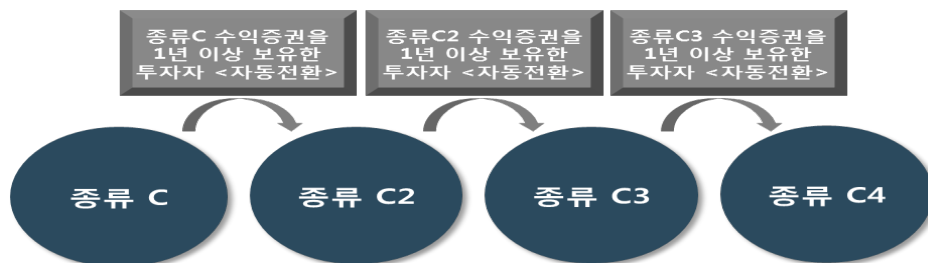 종류C 수익증권을
1년 이상 보유한
투자자 <자동전환>
종류C2 수익증권을
1년 이상 보유한
투자자 <자동전환>
종류C3 수익증권을
1년 이상 보유한
투자자 <자동전환>
종류 C
종류 C2
종류 C3
종류 C4